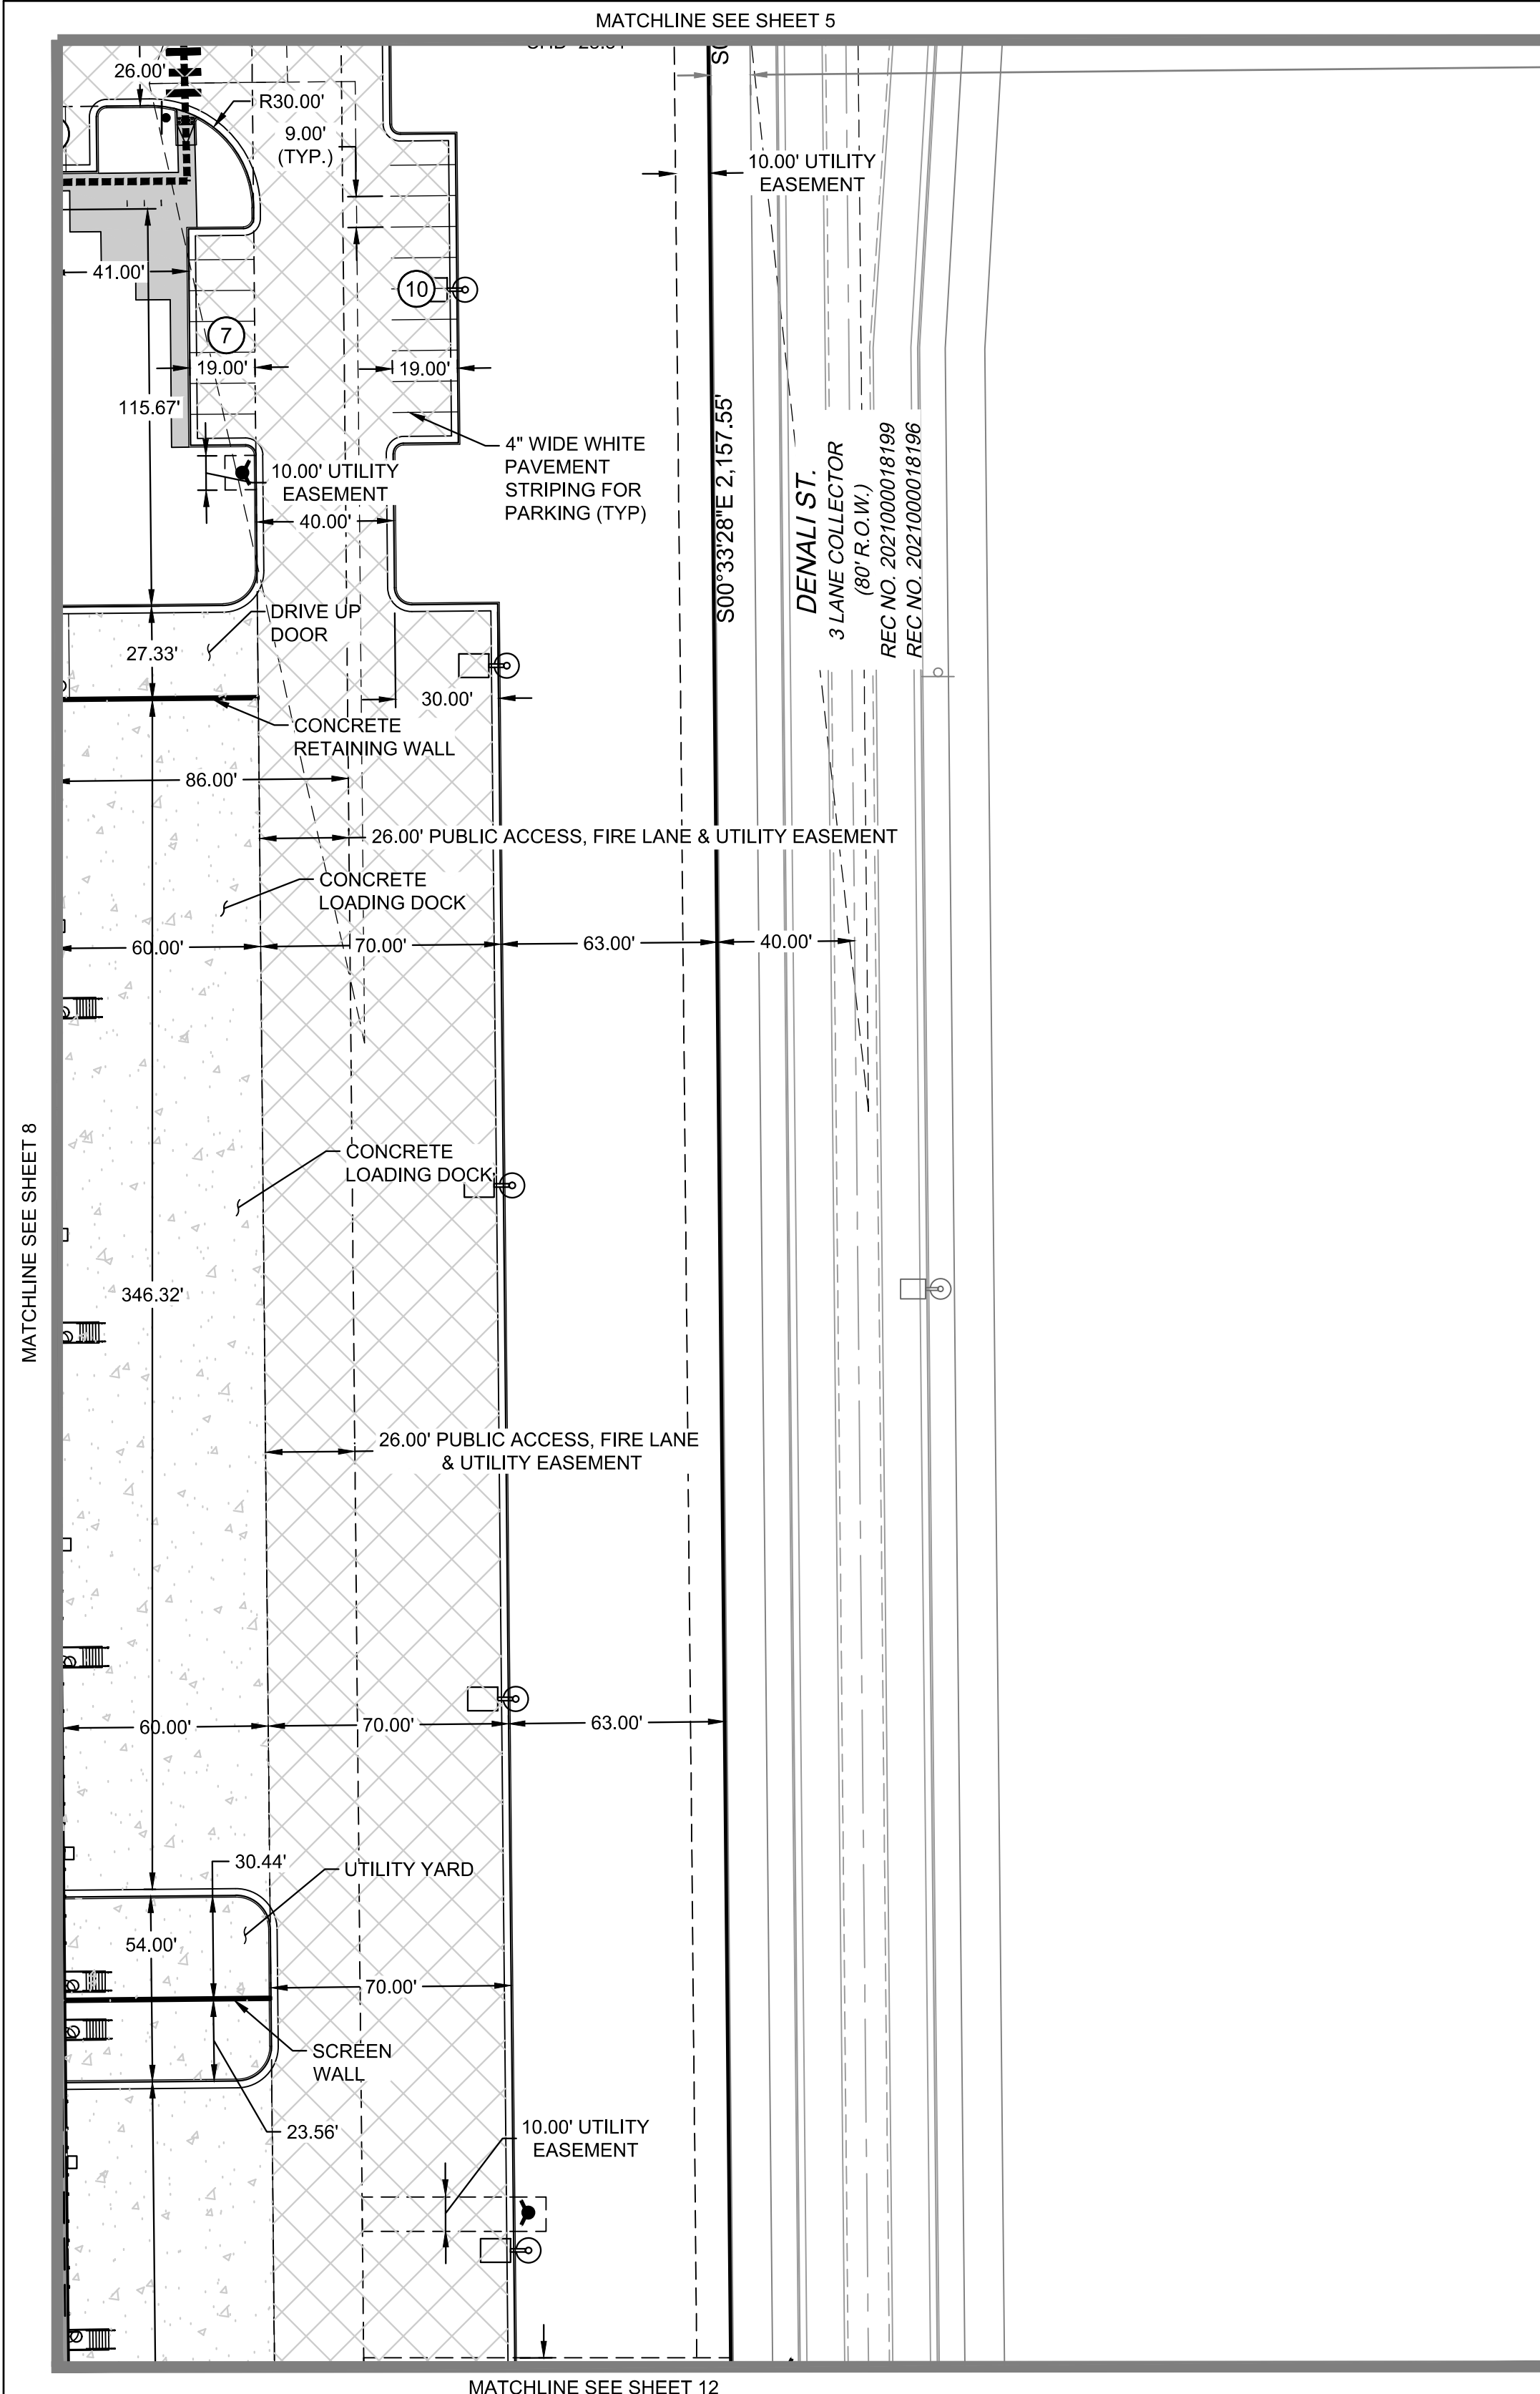 MATCHLINE SEE SHEET 5
26.00'
R30.00'
9.00'
(TYP.)
10.00' UTILITY
EASEMENT
41.00'
10
7
19.00'
19.00'
115.67'
4" WIDE WHITE
PAVEMENT
STRIPING FOR
PARKING (TYP)
10.00' UTILITY
EASEMENT
40.00'
S00°33'28"E 2,157.55'
DENALI ST.
3 LANE COLLECTOR
(80' R.O.W.)
REC NO. 2021000018199
REC NO. 2021000018196
DRIVE UP
DOOR
27.33'
30.00'
CONCRETE
RETAINING WALL
86.00'
26.00' PUBLIC ACCESS, FIRE LANE & UTILITY EASEMENT
CONCRETE
LOADING DOCK
60.00'
70.00'
63.00'
40.00'
MATCHLINE SEE SHEET 8
CONCRETE
LOADING DOCK
346.32'
26.00' PUBLIC ACCESS, FIRE LANE
& UTILITY EASEMENT
60.00'
70.00'
63.00'
30.44'
UTILITY YARD
54.00'
70.00'
SCREEN
WALL
23.56'
10.00' UTILITY
EASEMENT
MATCHLINE SEE SHEET 12